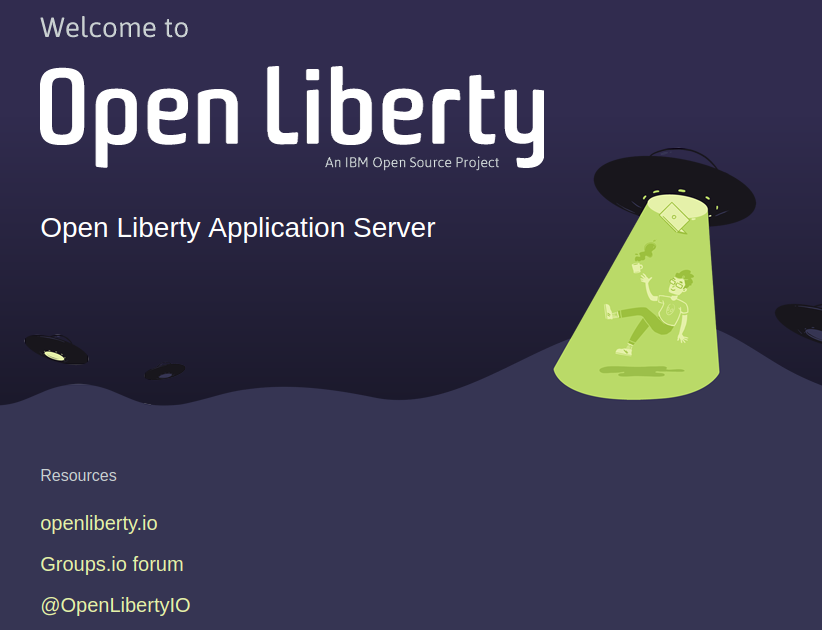 Welcome to
Open Liberty
An IBM Open Source Project
Open Liberty Application Server
Resources
openliberty.io
Groups.io forum
@OpenLibertyIO